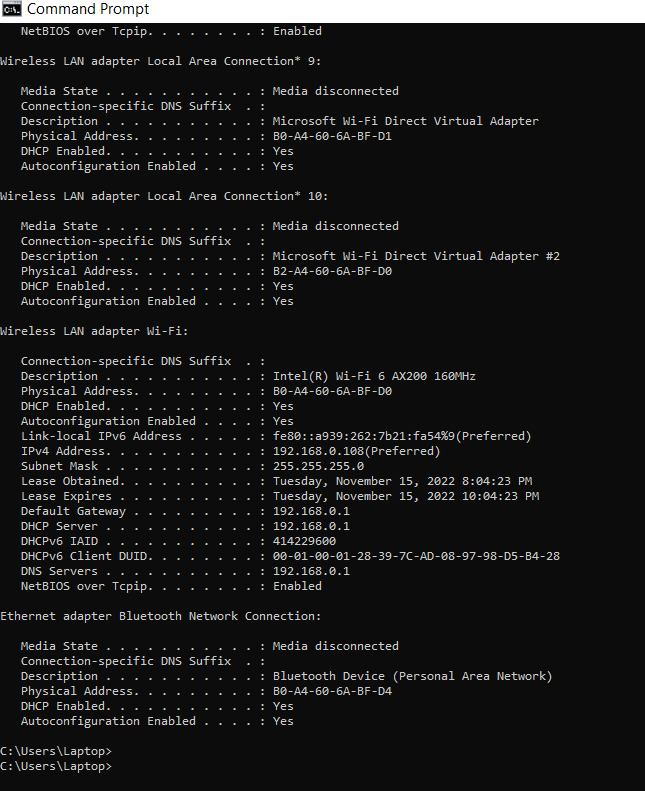 Command Prompt
NetBIOS over Tcpip. . . . . . . . : Enabled
Wireless LAN adapter Local Area Connection* 9:
Media State . . . . . . . . . . . : Media disconnected
Connection-specific DNS Suffix  . :
Description . . . . . . . . . . . : Microsoft Wi-Fi Direct Virtual Adapter
Physical Address. . . . . . . . . : B0-A4-60-6A-BF-D1
DHCP Enabled. . . . . . . . . . . : Yes
Autoconfiguration Enabled . . . . : Yes
Wireless LAN adapter Local Area Connection* 10:
Media State . . . . . . . . . . . : Media disconnected
Connection-specific DNS Suffix  . :
Description . . . . . . . . . . . : Microsoft Wi-Fi Direct Virtual Adapter #2
Physical Address. . . . . . . . . : B2-A4-60-6A-BF-D0
DHCP Enabled. . . . . . . . . . . : Yes
Autoconfiguration Enabled . . . . : Yes
Wireless LAN adapter Wi-Fi:
Connection-specific DNS Suffix  . :
Description . . . . . . . . . . . : Intel(R) Wi-Fi 6 AX200 160MHz
Physical Address. . . . . . . . . : B0-A4-60-6A-BF-D0
DHCP Enabled. . . . . . . . . . . : Yes
Autoconfiguration Enabled . . . . : Yes
Link-local IPv6 Address . . . . . : fe80::a939:262:7b21:fa54%9(Preferred)
IPv4 Address. . . . . . . . . . . : 192.168.0.108(Preferred)
Subnet Mask . . . . . . . . . . . : 255.255.255.0
Lease Obtained. . . . . . . . . . : Tuesday, November 15, 2022 8:04:23 PM
Lease Expires . . . . . . . . . . : Tuesday, November 15, 2022 10:04:23 PM
Default Gateway . . . . . . . . . : 192.168.0.1
DHCP Server . . . . . . . . . . . : 192.168.0.1
DHCPv6 IAID . . . . . . . . . . . : 414229600
DHCPv6 Client DUID. . . . . . . . : 00-01-00-01-28-39-7C-AD-08-97-98-D5-B4-28
DNS Servers . . . . . . . . . . . : 192.168.0.1
NetBIOS over Tcpip. . . . . . . . : Enabled
Ethernet adapter Bluetooth Network Connection:
Media State . . . . . . . . . . . : Media disconnected
Connection-specific DNS Suffix  . :
Description . . . . . . . . . . . : Bluetooth Device (Personal Area Network)
Physical Address. . . . . . . . . : B0-A4-60-6A-BF-D4
DHCP Enabled. . . . . . . . . . . : Yes
Autoconfiguration Enabled . . . . : Yes
C:\Users\Laptop>
C:\Users\Laptop>